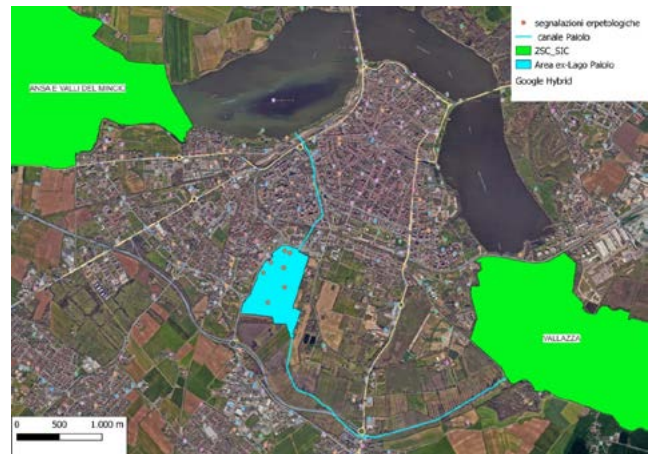 segnalazioni erpetologiche
canale Paiolo
ZSC_SIC
Area ex-Lago Paiolo
Google Hybrid
ANSA E VALLI DEL MINCIO
VALLAZZA
0 500 1.000 m